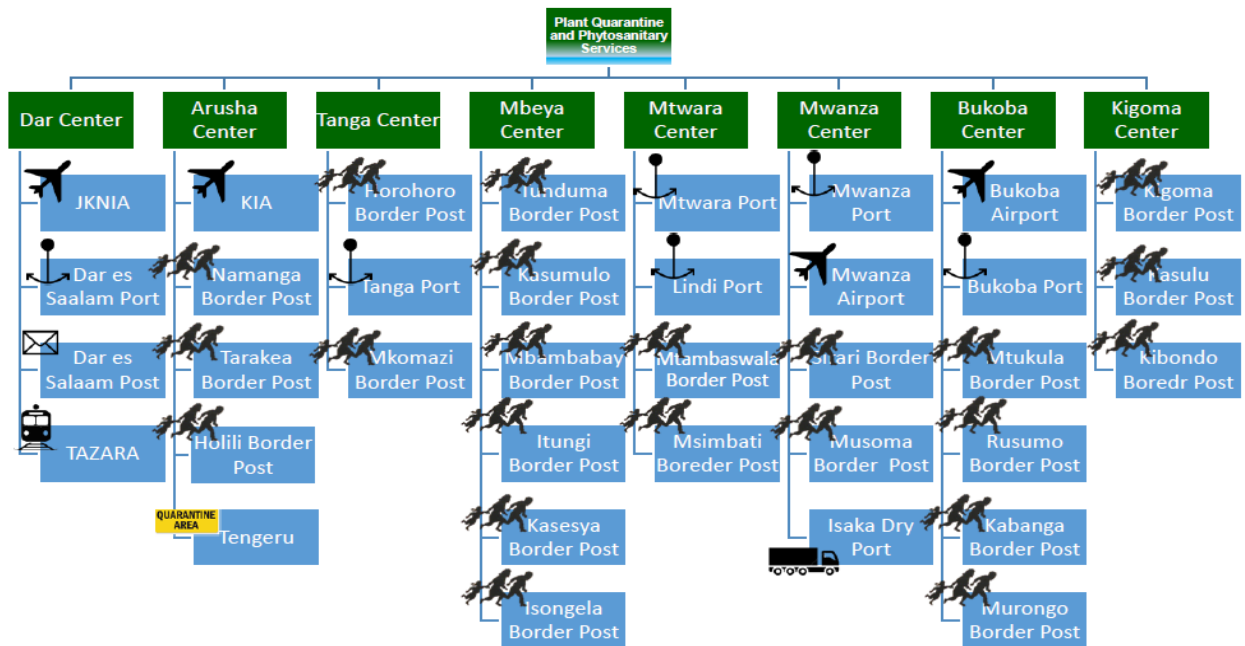 Plant Quarantine
and Phytosanitary
Services
Dar Center
JKNIA
Dar es
Saalam Port
Dar es
Salaam Post
TAZARA
Arusha
Center
KIA
Namanga
Border Post
Tarakea
Border Post
Holili Border
Post
QUARANTINE
AREA
Tengeru
Tanga Center
Horohoro
Border Post
Tanga Port
Mkomazi
Border Post
Mbeya
Center
Tunduma
Border Post
Kasumulo
Border Post
Mbambabay
Border Post
Itungi
Border Post
Kasesya
Border Post
Isongela
Border Post
Mtwara
Center
Mtwara Port
Lindi Port
Mtambaswala
Border Post
Msimbati
Boreder Post
Mwanza
Center
Mwanza
Port
Mwanza
Airport
Sirari Border
Post
Musoma
Border Post
Isaka Dry
Port
Bukoba
Center
Bukoba
Airport
Bukoba Port
Mtukula
Border Post
Rusumo
Border Post
Kabanga
Border Post
Murongo
Border Post
Kigoma
Center
Kigoma
Border Post
Kasulu
Border Post
Kibondo
Boredr Post